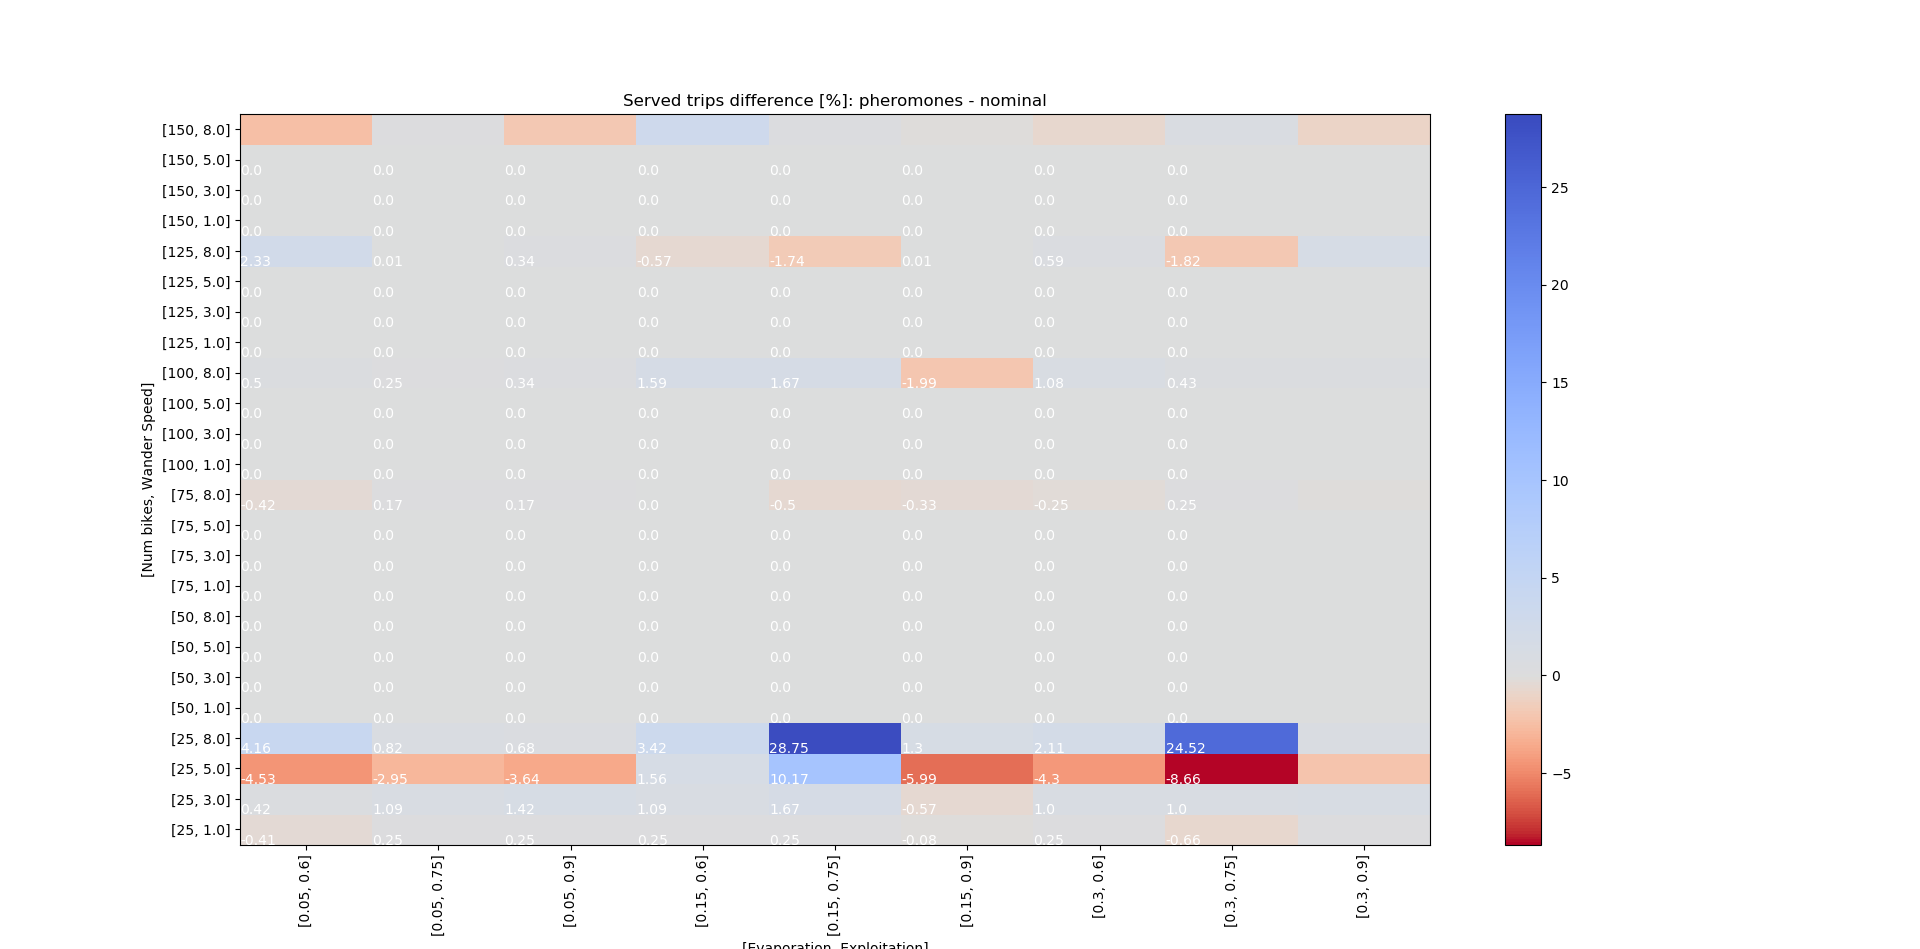 Served trips difference [%]: pheromones - nominal
[150, 8.0]
[150, 5.0]
0.0 0.0 0.0 0.0 0.0 0.0 0.0 0.0
[150, 3.0]
0.0 0.0 0.0 0.0 0.0 0.0 0.0 0.0
[150, 1.0]
0.0 0.0 0.0 0.0 0.0 0.0 0.0 0.0
[125, 8.0]
2.33 0.01 0.34 -0.57 -1.74 0.01 0.59 -1.82
[125, 5.0]
0.0 0.0 0.0 0.0 0.0 0.0 0.0 0.0
[125, 3.0]
0.0 0.0 0.0 0.0 0.0 0.0 0.0 0.0
[125, 1.0]
0.0 0.0 0.0 0.0 0.0 0.0 0.0 0.0
[100, 8.0]
0.5 0.25 0.34 1.59 1.67 -1.99 1.08 0.43
[100, 5.0]
0.0 0.0 0.0 0.0 0.0 0.0 0.0 0.0
[100, 3.0]
0.0 0.0 0.0 0.0 0.0 0.0 0.0 0.0
[100, 1.0]
0.0 0.0 0.0 0.0 0.0 0.0 0.0 0.0
[75, 8.0]
-0.42 0.17 0.17 0.0 -0.5 -0.33 -0.25 0.25
[75, 5.0]
0.0 0.0 0.0 0.0 0.0 0.0 0.0 0.0
[75, 3.0]
0.0 0.0 0.0 0.0 0.0 0.0 0.0 0.0
[75, 1.0]
0.0 0.0 0.0 0.0 0.0 0.0 0.0 0.0
[50, 8.0]
0.0 0.0 0.0 0.0 0.0 0.0 0.0 0.0
[50, 5.0]
0.0 0.0 0.0 0.0 0.0 0.0 0.0 0.0
[50, 3.0]
0.0 0.0 0.0 0.0 0.0 0.0 0.0 0.0
[50, 1.0]
0.0 0.0 0.0 0.0 0.0 0.0 0.0 0.0
[25, 8.0]
4.16 0.82 0.68 3.42 28.75 1.3 2.11 24.52
[25, 5.0]
-4.53 -2.95 -3.64 1.56 10.17 -5.99 -4.3 -8.66
[25, 3.0]
0.42 1.09 1.42 1.09 1.67 -0.57 1.0 1.0
[25, 1.0]
-0.41 0.25 0.25 0.25 0.25 -0.08 0.25 -0.66
[Num bikes, Wander Speed]
[0.05, 0.6]
[0.05, 0.75]
[0.05, 0.9]
[0.15, 0.6]
[0.15, 0.75]
[0.15, 0.9]
[0.3, 0.6]
[0.3, 0.75]
[0.3, 0.9]
[Evaporation, Exploitation]
25
20
15
10
5
0
−5